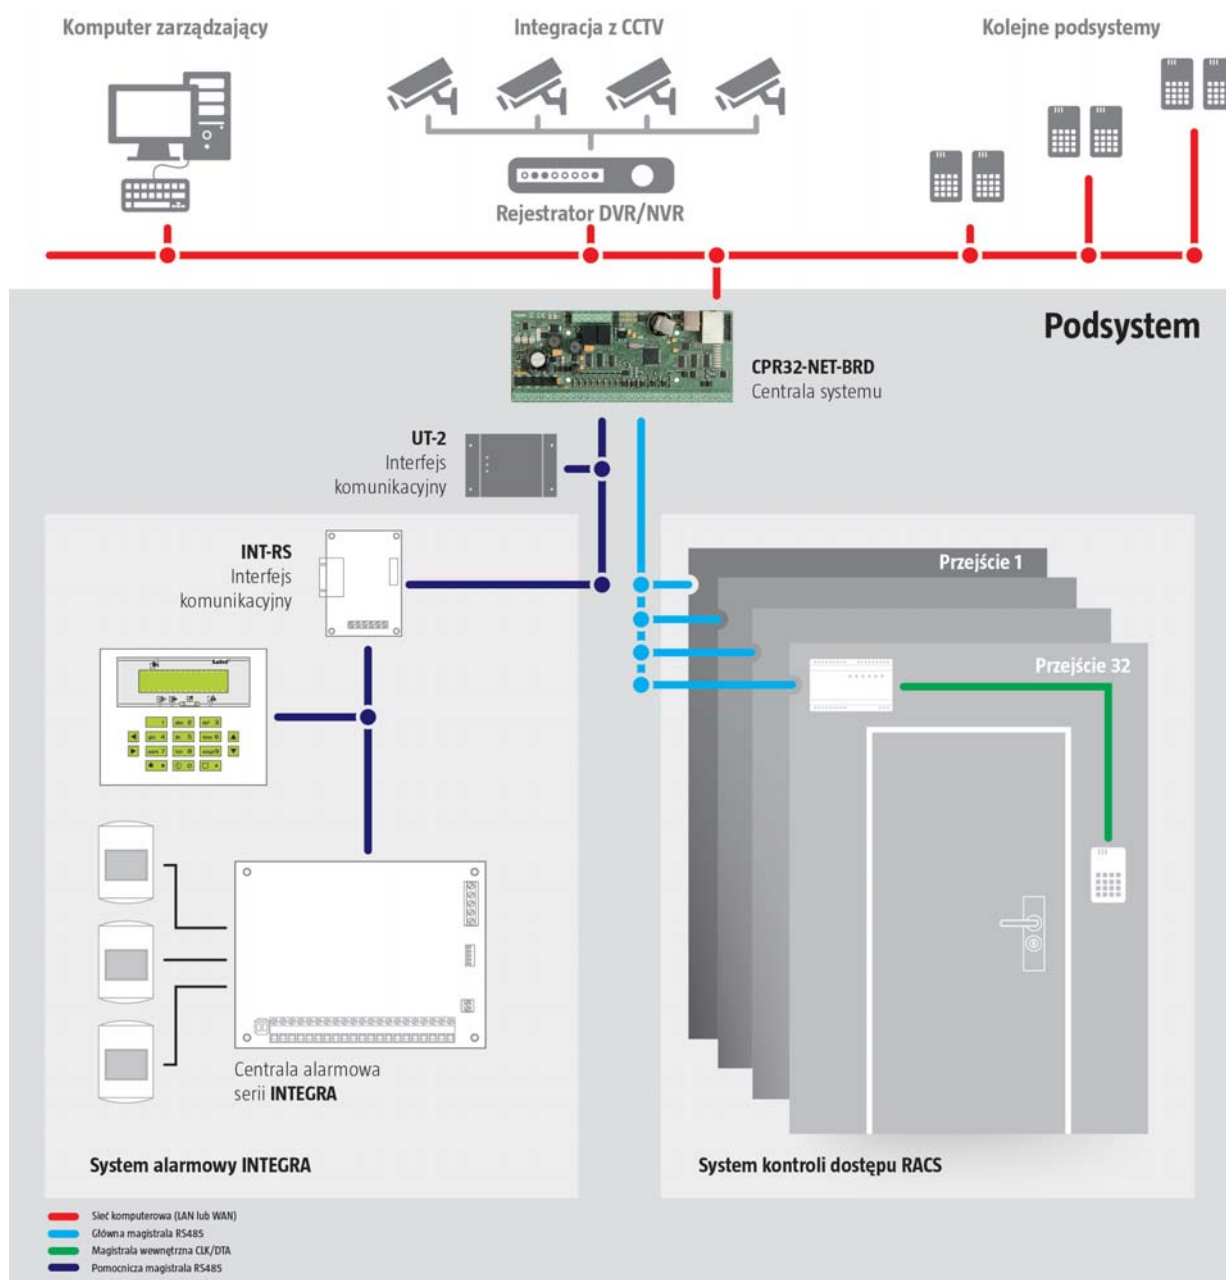 Komputer zarządzający
Integracja z CCTV
Kolejne podsystemy
Rejestrator DVR/NVR
Podsystem
CPR32-NET-BRD
Centrala systemu
UT-2
Interfejs
komunikacyjny
INT-RS
Interfejs
komunikacyjny
Przejście 1
Przejście 32
Satel
Centrala alarmowa
serii INTEGRA
System alarmowy INTEGRA
System kontroli dostępu RACS
Sieć komputerowa (LAN lub WAN)
Główna magistrala RS485
Magistrala wewnętrzna CLK/DTA
Pomocnicza magistrala RS485